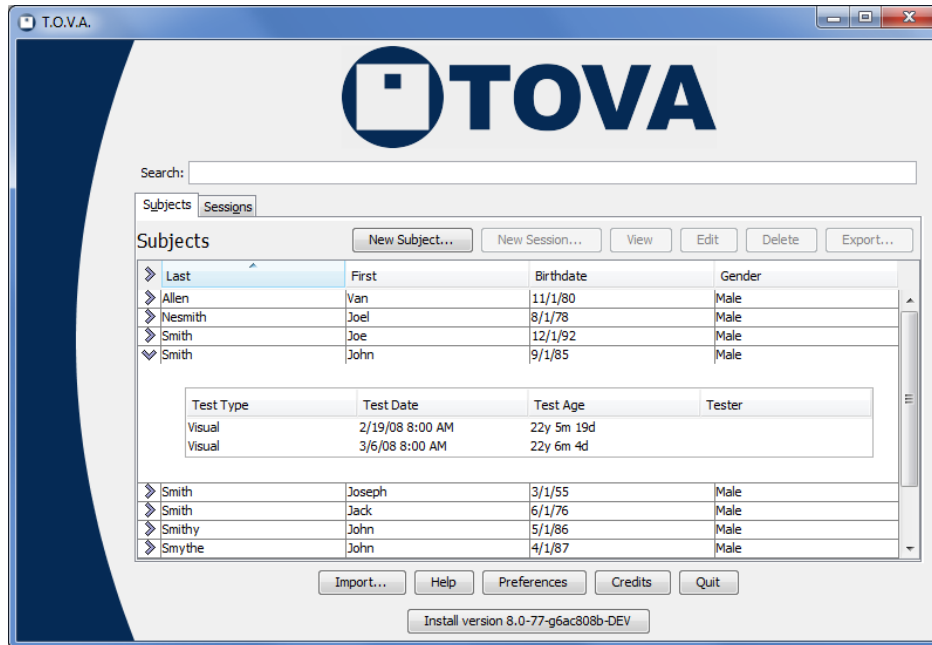 T.O.V.A.
TOVA
Search:
Subjects Sessions
Subjects New Subject... New Session... View Edit Delete Export...
Last First Birthdate Gender
Allen Van 11/1/80 Male
Nesmith Joel 8/1/78 Male
Smith Joe 12/1/92 Male
Smith John 9/1/85 Male
Test Type Test Date Test Age Tester
Visual 2/19/08 8:00 AM 22y 5m 19d
Visual 3/6/08 8:00 AM 22y 6m 4d
Smith Joseph 3/1/55 Male
Smith Jack 6/1/76 Male
Smithy John 5/1/86 Male
Smythe John 4/1/87 Male
Import... Help Preferences Credits Quit
Install version 8.0-77-g6ac808b-DEV